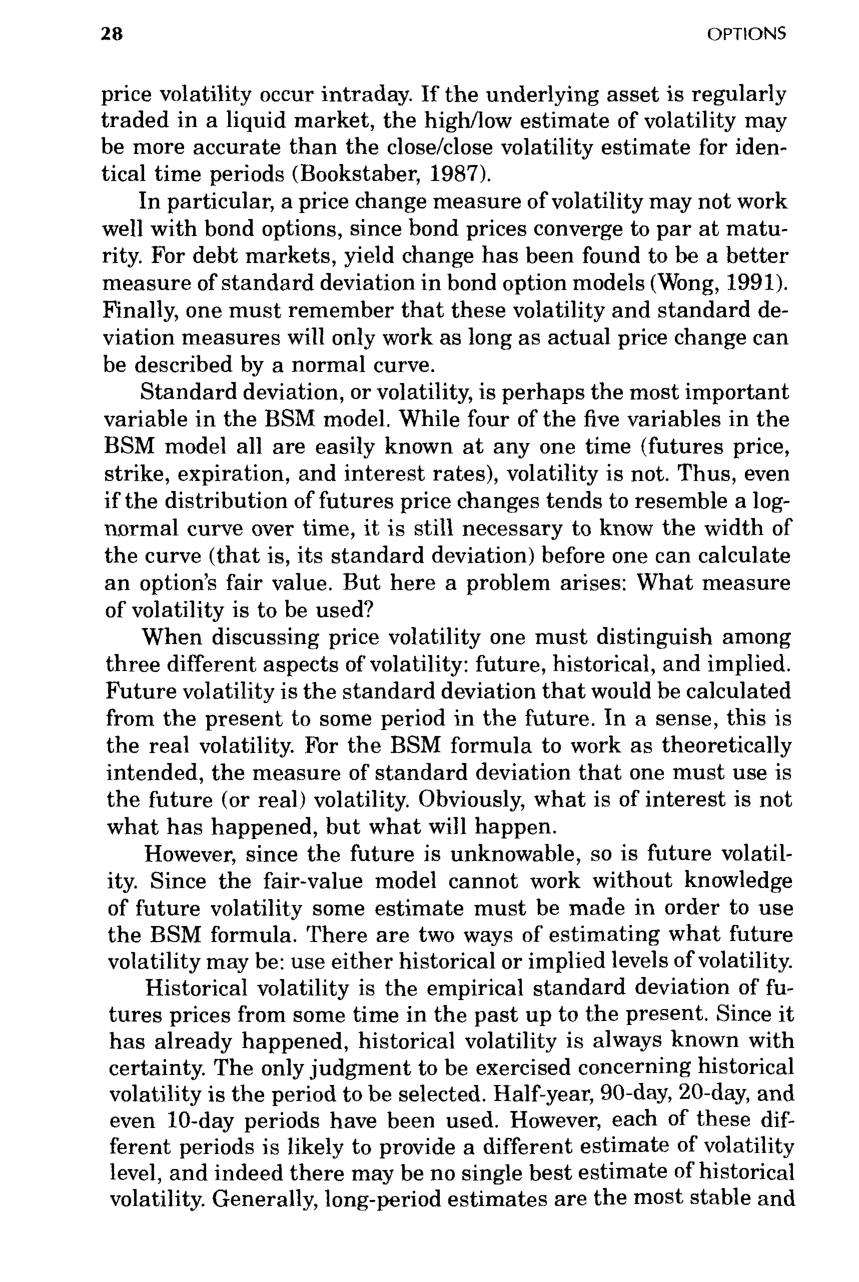 28 OPTIONS
price volatility occur intraday. If the underlying asset is regularly
traded in a liquid market, the high/low estimate of volatility may
be more accurate than the close/close volatility estimate for iden-
tical time periods (Bookstaber, 1987).
In particular, a price change measure of volatility may not work
well with bond options, since bond prices converge to par at matu-
rity. For debt markets, yield change has been found to be a better
measure of standard deviation in bond option models (Wong, 1991).
Finally, one must remember that these volatility and standard de-
viation measures will only work as long as actual price change can
be described by a normal curve.
Standard deviation, or volatility, is perhaps the most important
variable in the BSM model. While four of the five variables in the
BSM model all are easily known at any one time (futures price,
strike, expiration, and interest rates), volatility is not. Thus, even
if the distribution of futures price changes tends to resemble a log-
normal curve over time, it is still necessary to know the width of
the curve (that is, its standard deviation) before one can calculate
an option's fair value. But here a problem arises: What measure
of volatility is to be used?
When discussing price volatility one must distinguish among
three different aspects of volatility: future, historical, and implied.
Future volatility is the standard deviation that would be calculated
from the present to some period in the future. In a sense, this is
the real volatility. For the BSM formula to work as theoretically
intended, the measure of standard deviation that one must use is
the future (or real) volatility. Obviously, what is of interest is not
what has happened, but what will happen.
However, since the future is unknowable, so is future volatil-
ity. Since the fair-value model cannot work without knowledge
of future volatility some estimate must be made in order to use
the BSM formula. There are two ways of estimating what future
volatility may be: use either historical or implied levels of volatility.
Historical volatility is the empirical standard deviation of fu-
tures prices from some time in the past up to the present. Since it
has already happened, historical volatility is always known with
certainty. The only judgment to be exercised concerning historical
volatility is the period to be selected. Half-year, 90-day, 20-day, and
even 10-day periods have been used. However, each of these dif-
ferent periods is likely to provide a different estimate of volatility
level, and indeed there may be no single best estimate of historical
volatility. Generally, long-period estimates are the most stable and